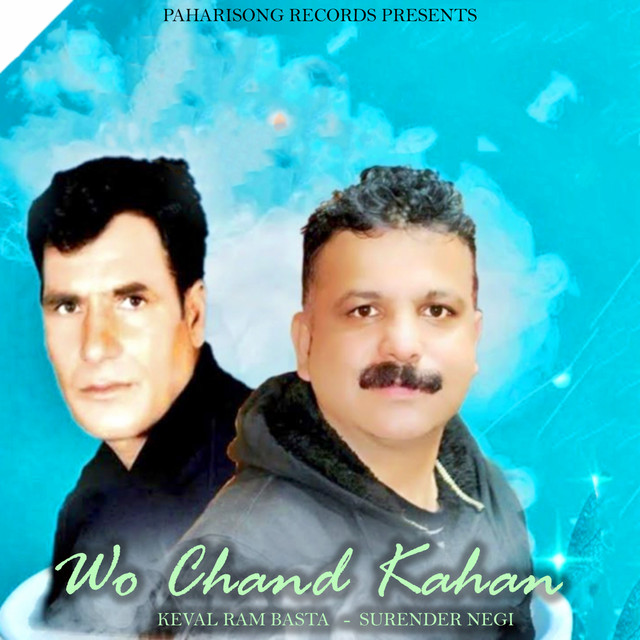 PAHARISONG RECORDS PRESENTS
Wo Chand Kahan
KEVAL RAM BASTA - SURENDER NEGI